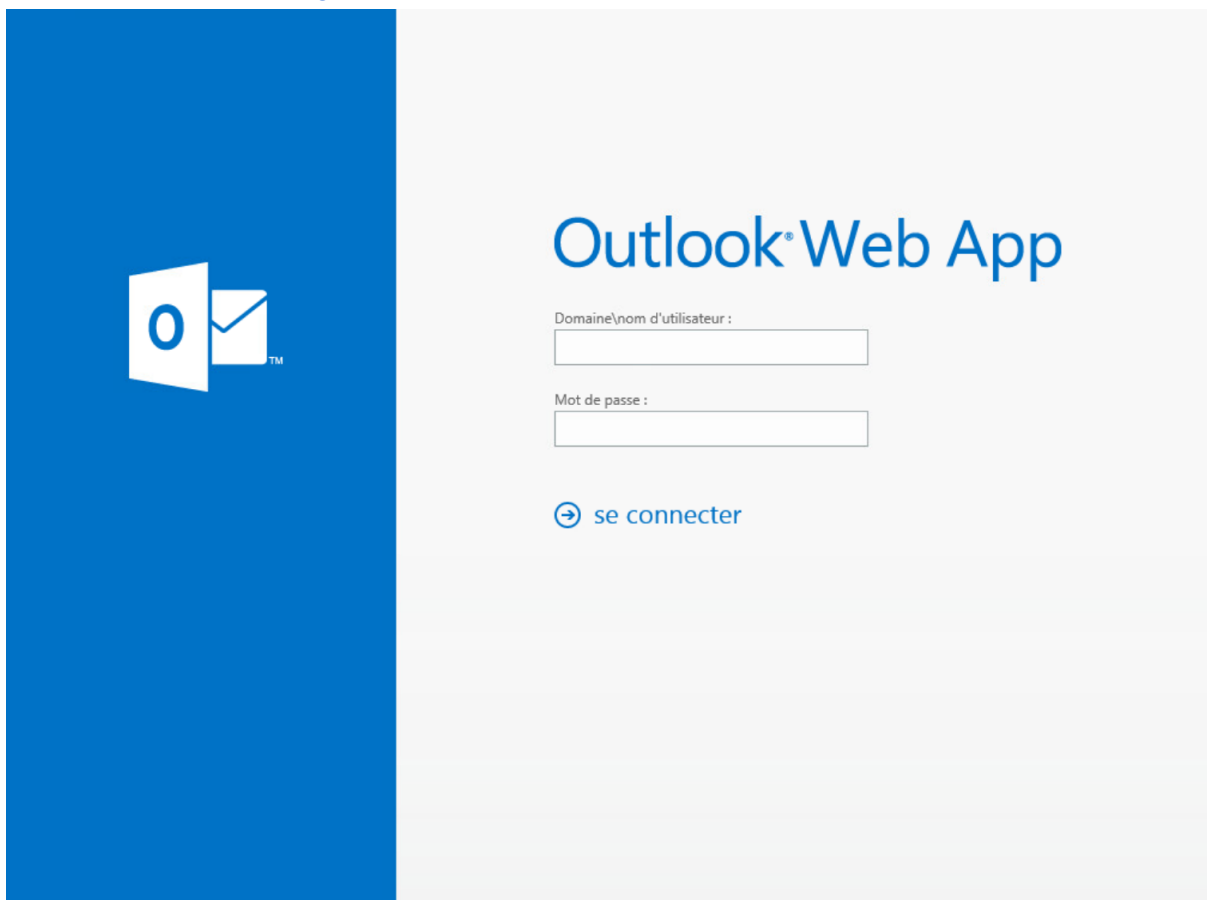 Outlook® Web App
O
TM
Domaine\nom d'utilisateur :
Mot de passe :
se connecter